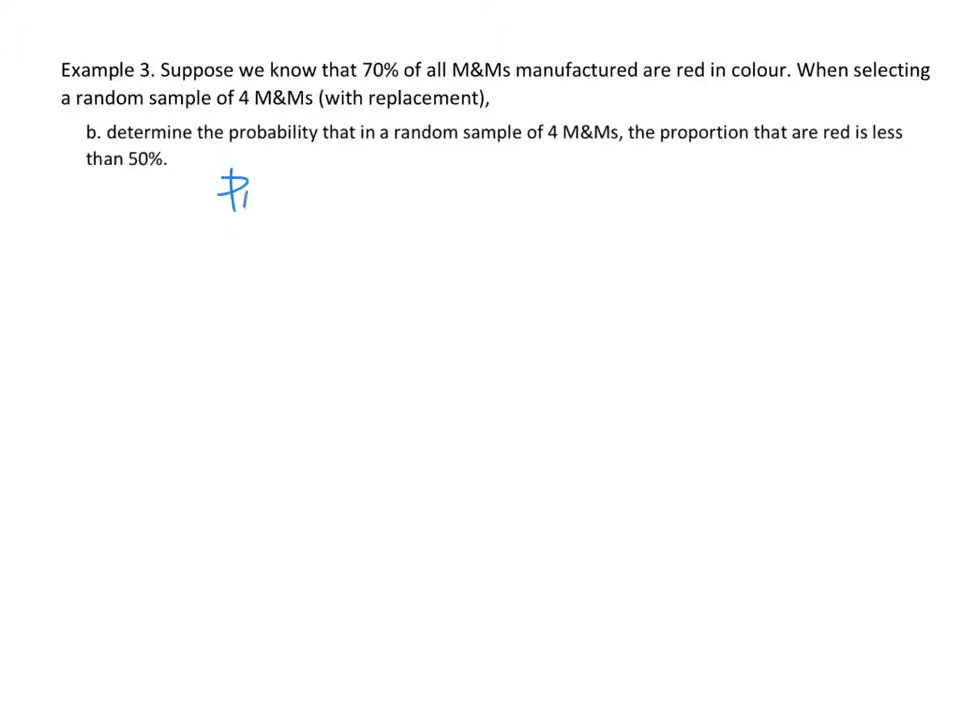 Example 3. Suppose we know that 70% of all M&Ms manufactured are red in colour. When selecting
a random sample of 4 M&Ms (with replacement),
b. determine the probability that in a random sample of 4 M&Ms, the proportion that are red is less
than 50%.